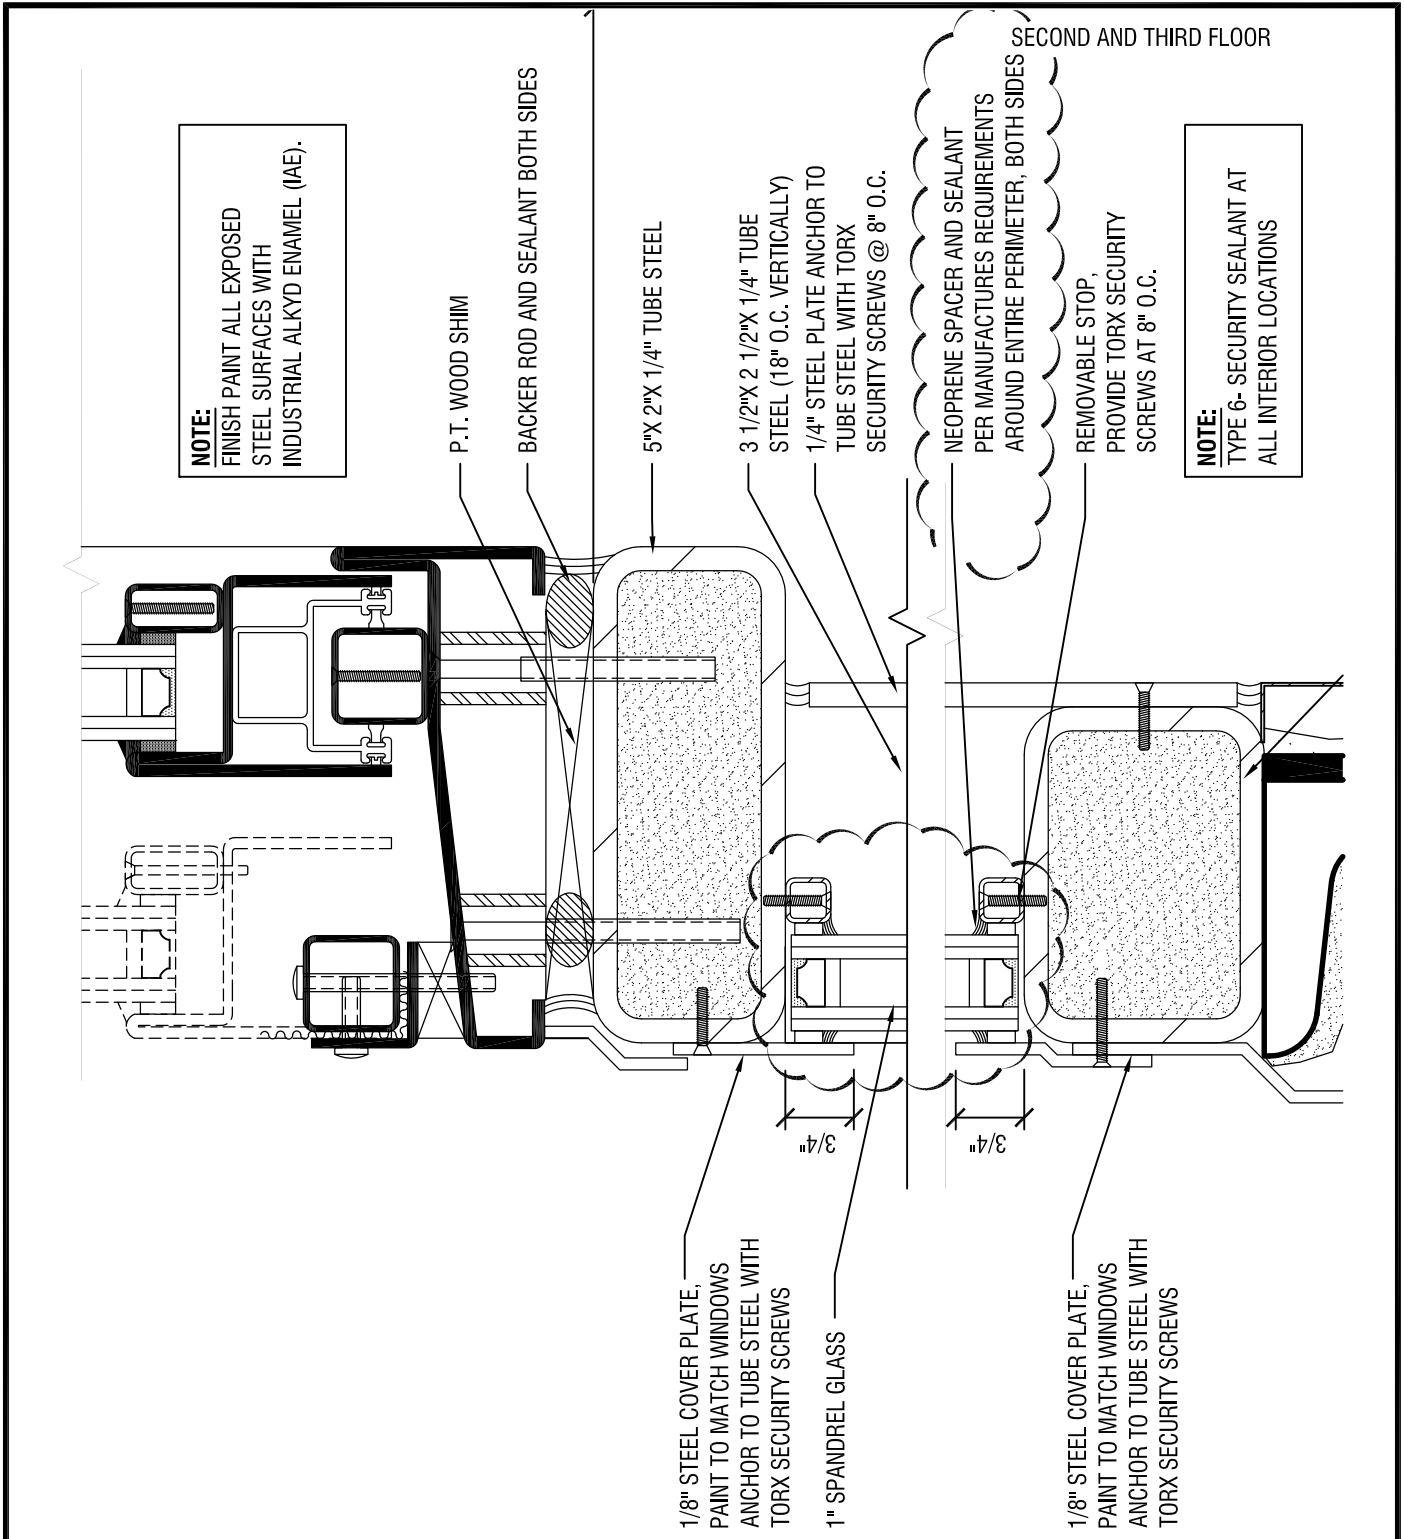 SECOND AND THIRD FLOOR
NOTE:
FINISH PAINT ALL EXPOSED
STEEL SURFACES WITH
INDUSTRIAL ALKYD ENAMEL (IAE).
P.T. WOOD SHIM
BACKER ROD AND SEALANT BOTH SIDES
5"X 2"X 1/4" TUBE STEEL
3 1/2"X 2 1/2"X 1/4" TUBE
STEEL (18" O.C. VERTICALLY)
1/4" STEEL PLATE ANCHOR TO
TUBE STEEL WITH TORX
SECURITY SCREWS @ 8" O.C.
NEOPRENE SPACER AND SEALANT
PER MANUFACTURES REQUIREMENTS
AROUND ENTIRE PERIMETER, BOTH SIDES
REMOVABLE STOP,
PROVIDE TORX SECURITY
SCREWS AT 8" O.C.
NOTE:
TYPE 6- SECURITY SEALANT AT
ALL INTERIOR LOCATIONS
3/4"
3/4"
1/8" STEEL COVER PLATE,
PAINT TO MATCH WINDOWS
ANCHOR TO TUBE STEEL WITH
TORX SECURITY SCREWS
1" SPANDREL GLASS
1/8" STEEL COVER PLATE,
PAINT TO MATCH WINDOWS
ANCHOR TO TUBE STEEL WITH
TORX SECURITY SCREWS